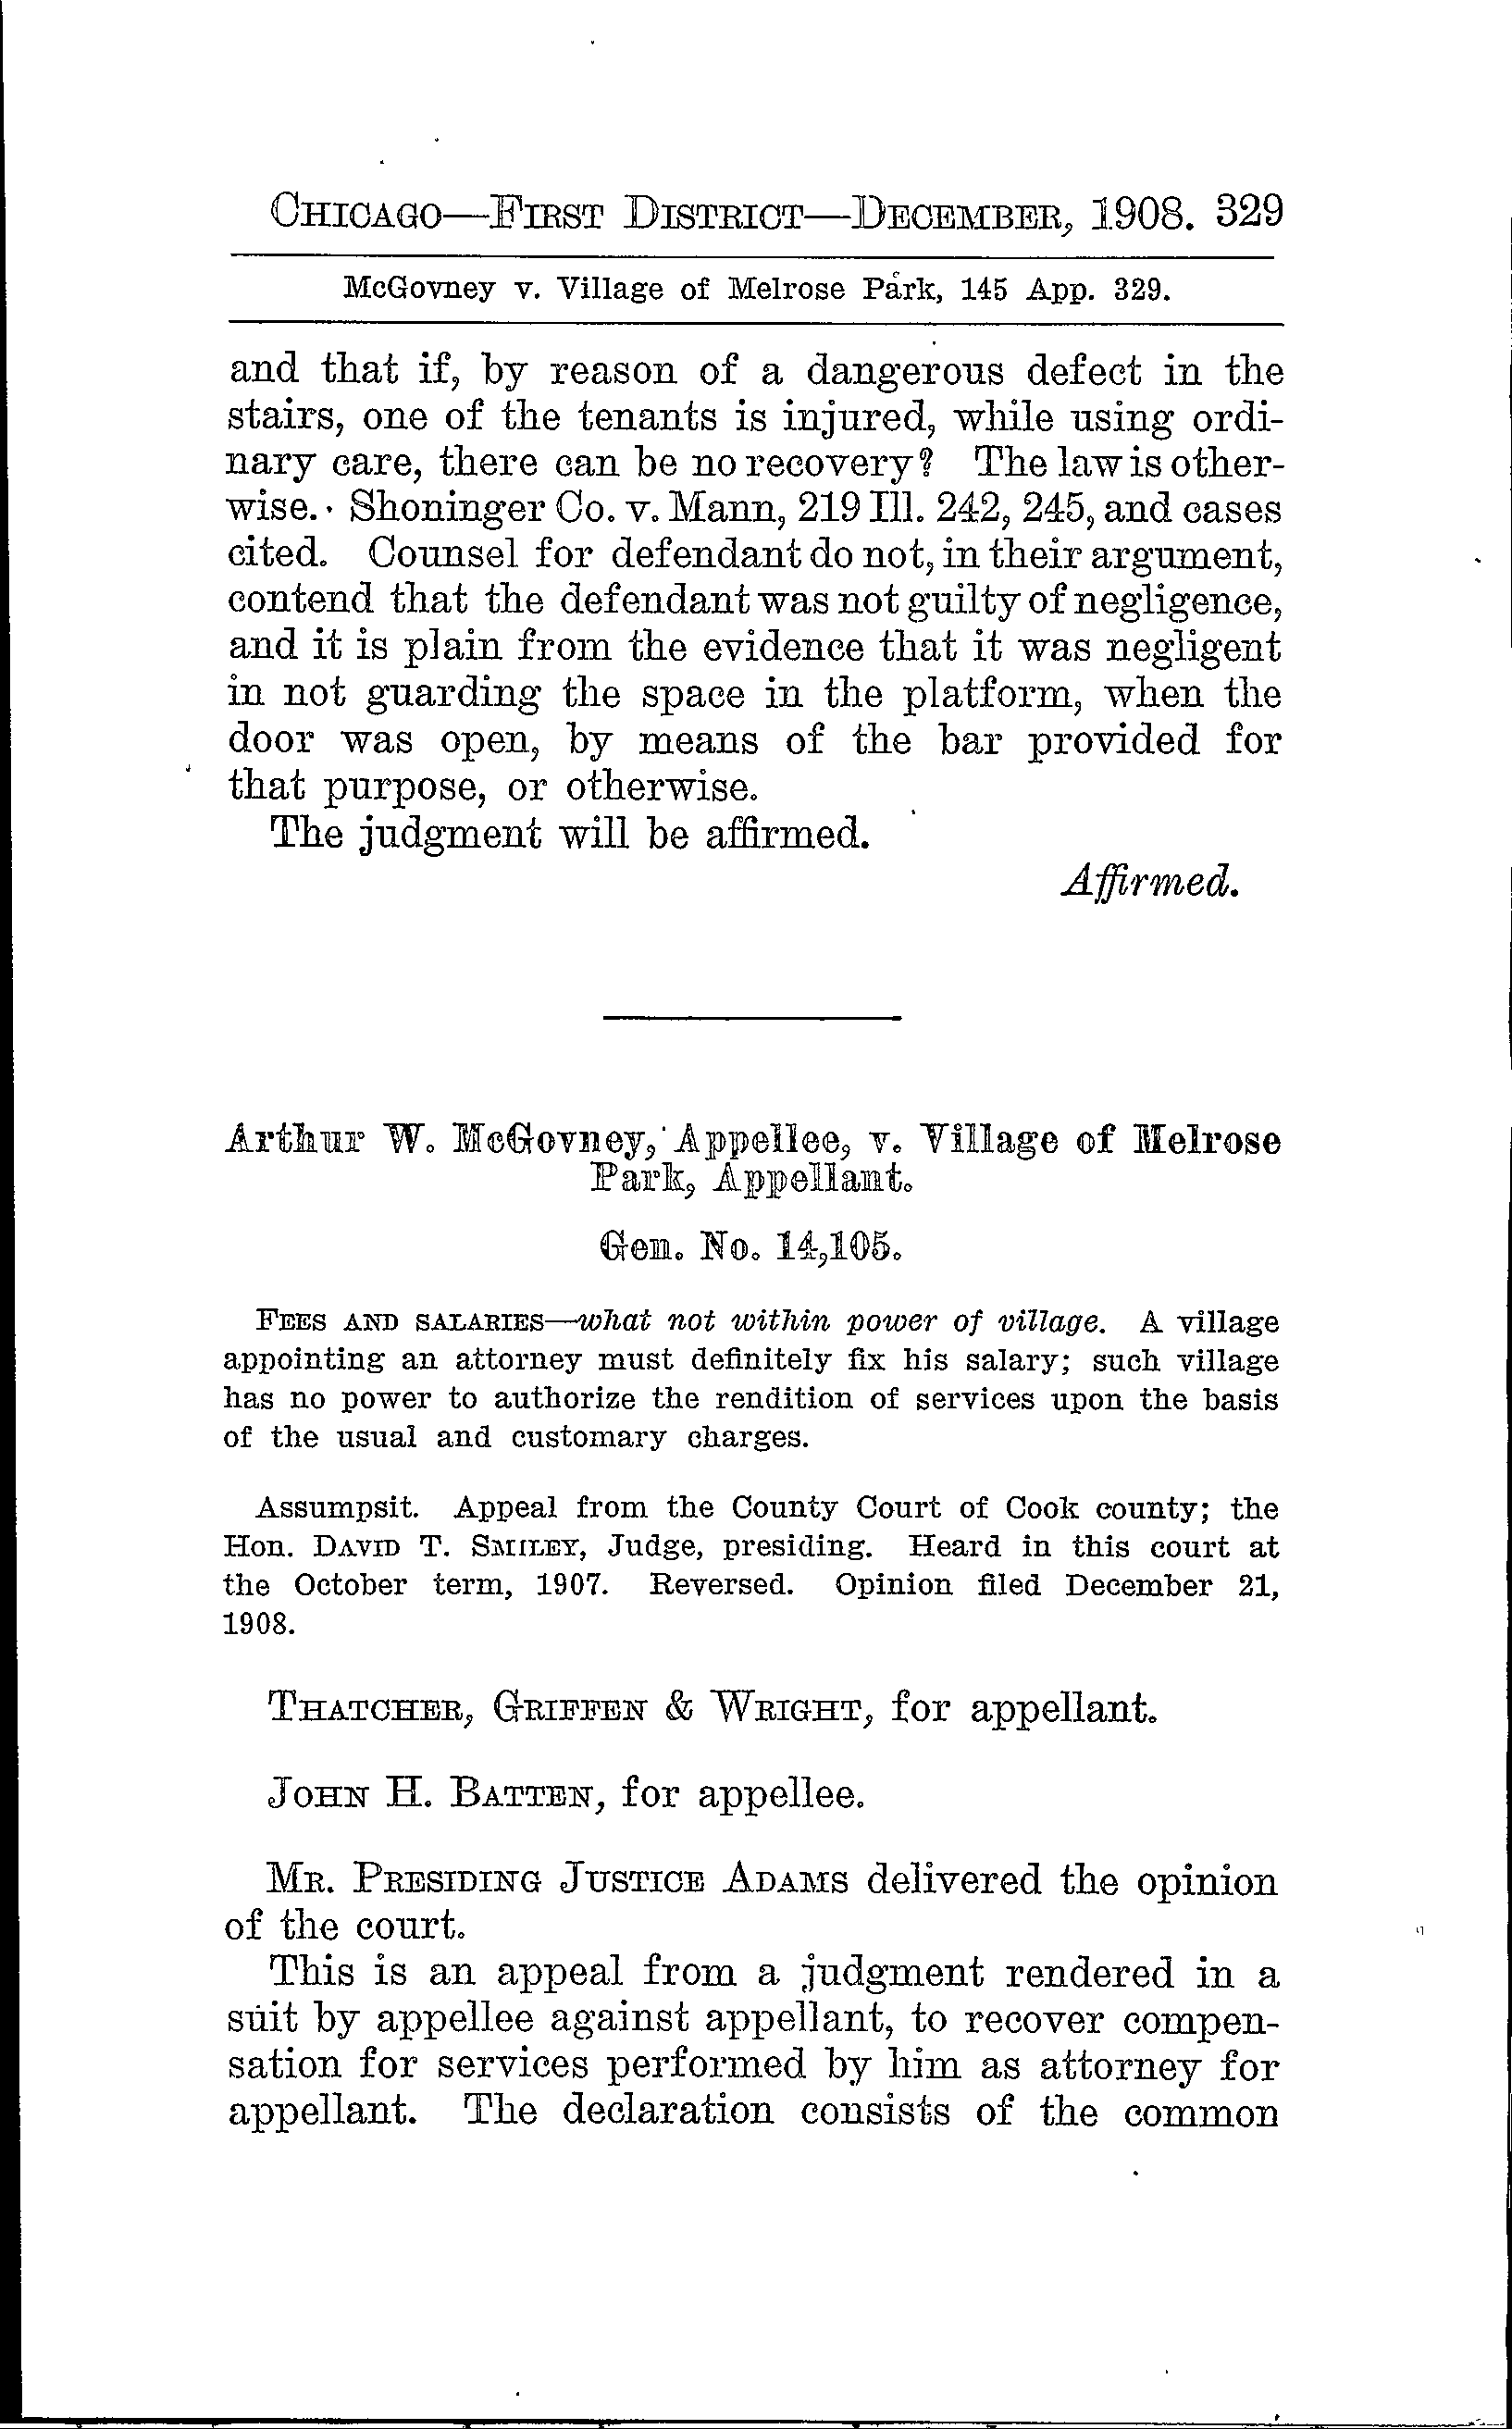 CHICAGO—FIRST DISTRICT—DECEMBER, 1908. 329
McGovney v. Village of Melrose Park, 145 App. 329.
and that if, by reason of a dangerous defect in the
stairs, one of the tenants is injured, while using ordi-
nary care, there can be no recovery? The law is other-
wise. Shoninger Co. v. Mann, 219 Ill. 242, 245, and cases
cited. Counsel for defendant do not, in their argument,
contend that the defendant was not guilty of negligence,
and it is plain from the evidence that it was negligent
in not guarding the space in the platform, when the
door was open, by means of the bar provided for
that purpose, or otherwise.
The judgment will be affirmed.
Affirmed.
Arthur W. McGovney, Appellee, v. Village of Melrose
Park, Appellant.
Gen. No. 14,105.
FEES AND SALARIES—what not within power of village. A village
appointing an attorney must definitely fix his salary; such village
has no power to authorize the rendition of services upon the basis
of the usual and customary charges.
Assumpsit. Appeal from the County Court of Cook county; the
Hon. DAVID T. SMILEY, Judge, presiding. Heard in this court at
the October term, 1907. Reversed. Opinion filed December 21,
1908.
THATCHER, GRIFFEN & WRIGHT, for appellant.
JOHN H. BATTEN, for appellee.
MR. PRESIDING JUSTICE ADAMS delivered the opinion
of the court.
This is an appeal from a judgment rendered in a
suit by appellee against appellant, to recover compen-
sation for services performed by him as attorney for
appellant. The declaration consists of the common